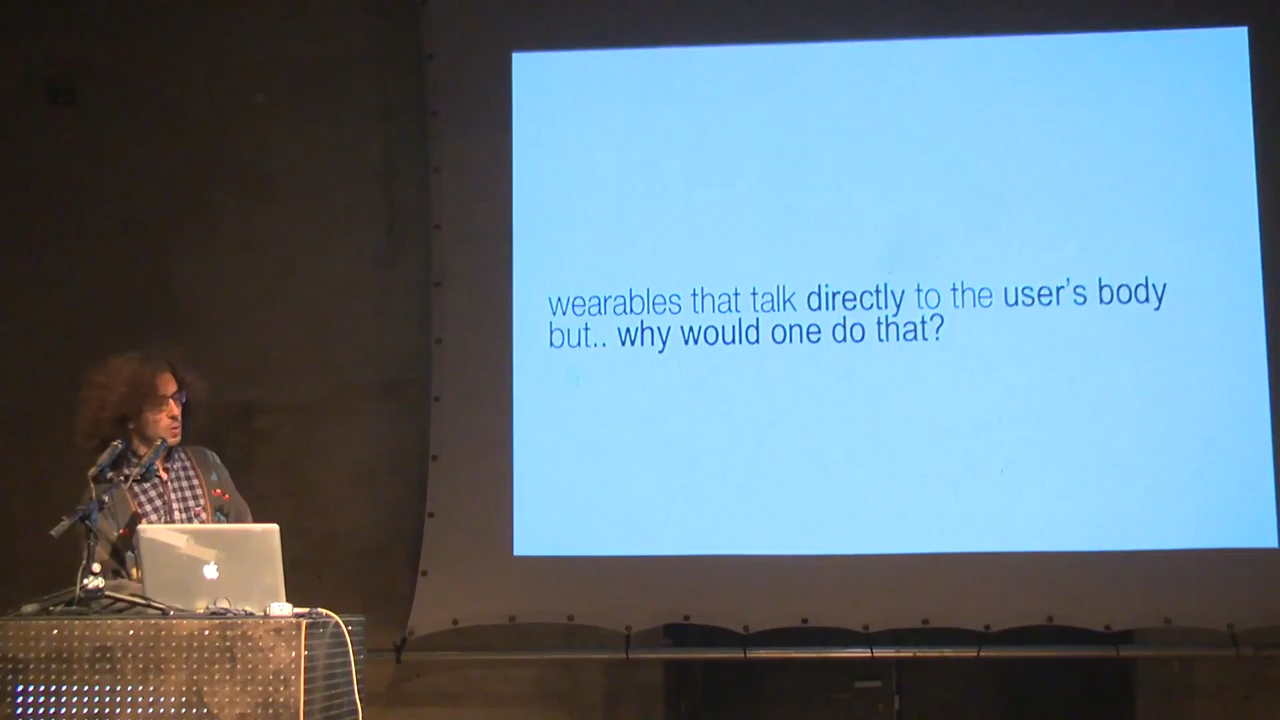 wearables that talk directly to the user's body
but.. why would one do that?